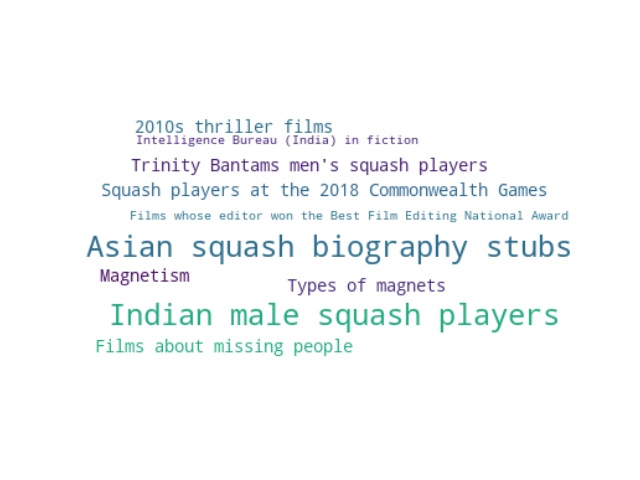 2010s thriller films
Intelligence Bureau (India) in fiction
Trinity Bantams men's squash players
Squash players at the 2018 Commonwealth Games
Films whose editor won the Best Film Editing National Award
Asian squash biography stubs
Magnetism
Types of magnets
Indian male squash players
Films about missing people